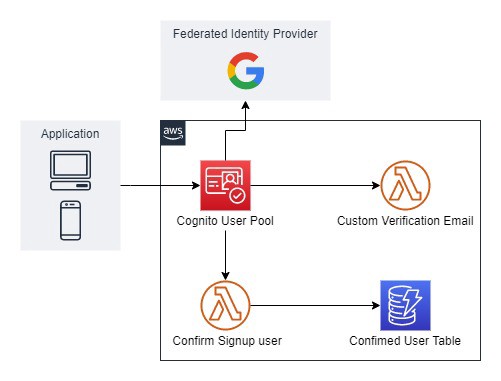 Federated Identity Provider
Application
aws
Cognito User Pool
Custom Verification Email
Confirm Signup user
Confimed User Table